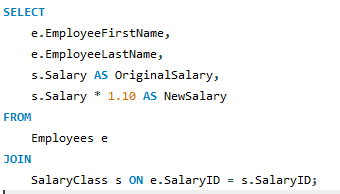 SELECT
e.EmployeeFirstName,
e.EmployeeLastName,
s.Salary AS OriginalSalary,
s.Salary * 1.10 AS NewSalary
FROM
Employees e
JOIN
SalaryClass s ON e.SalaryID = s.SalaryID;